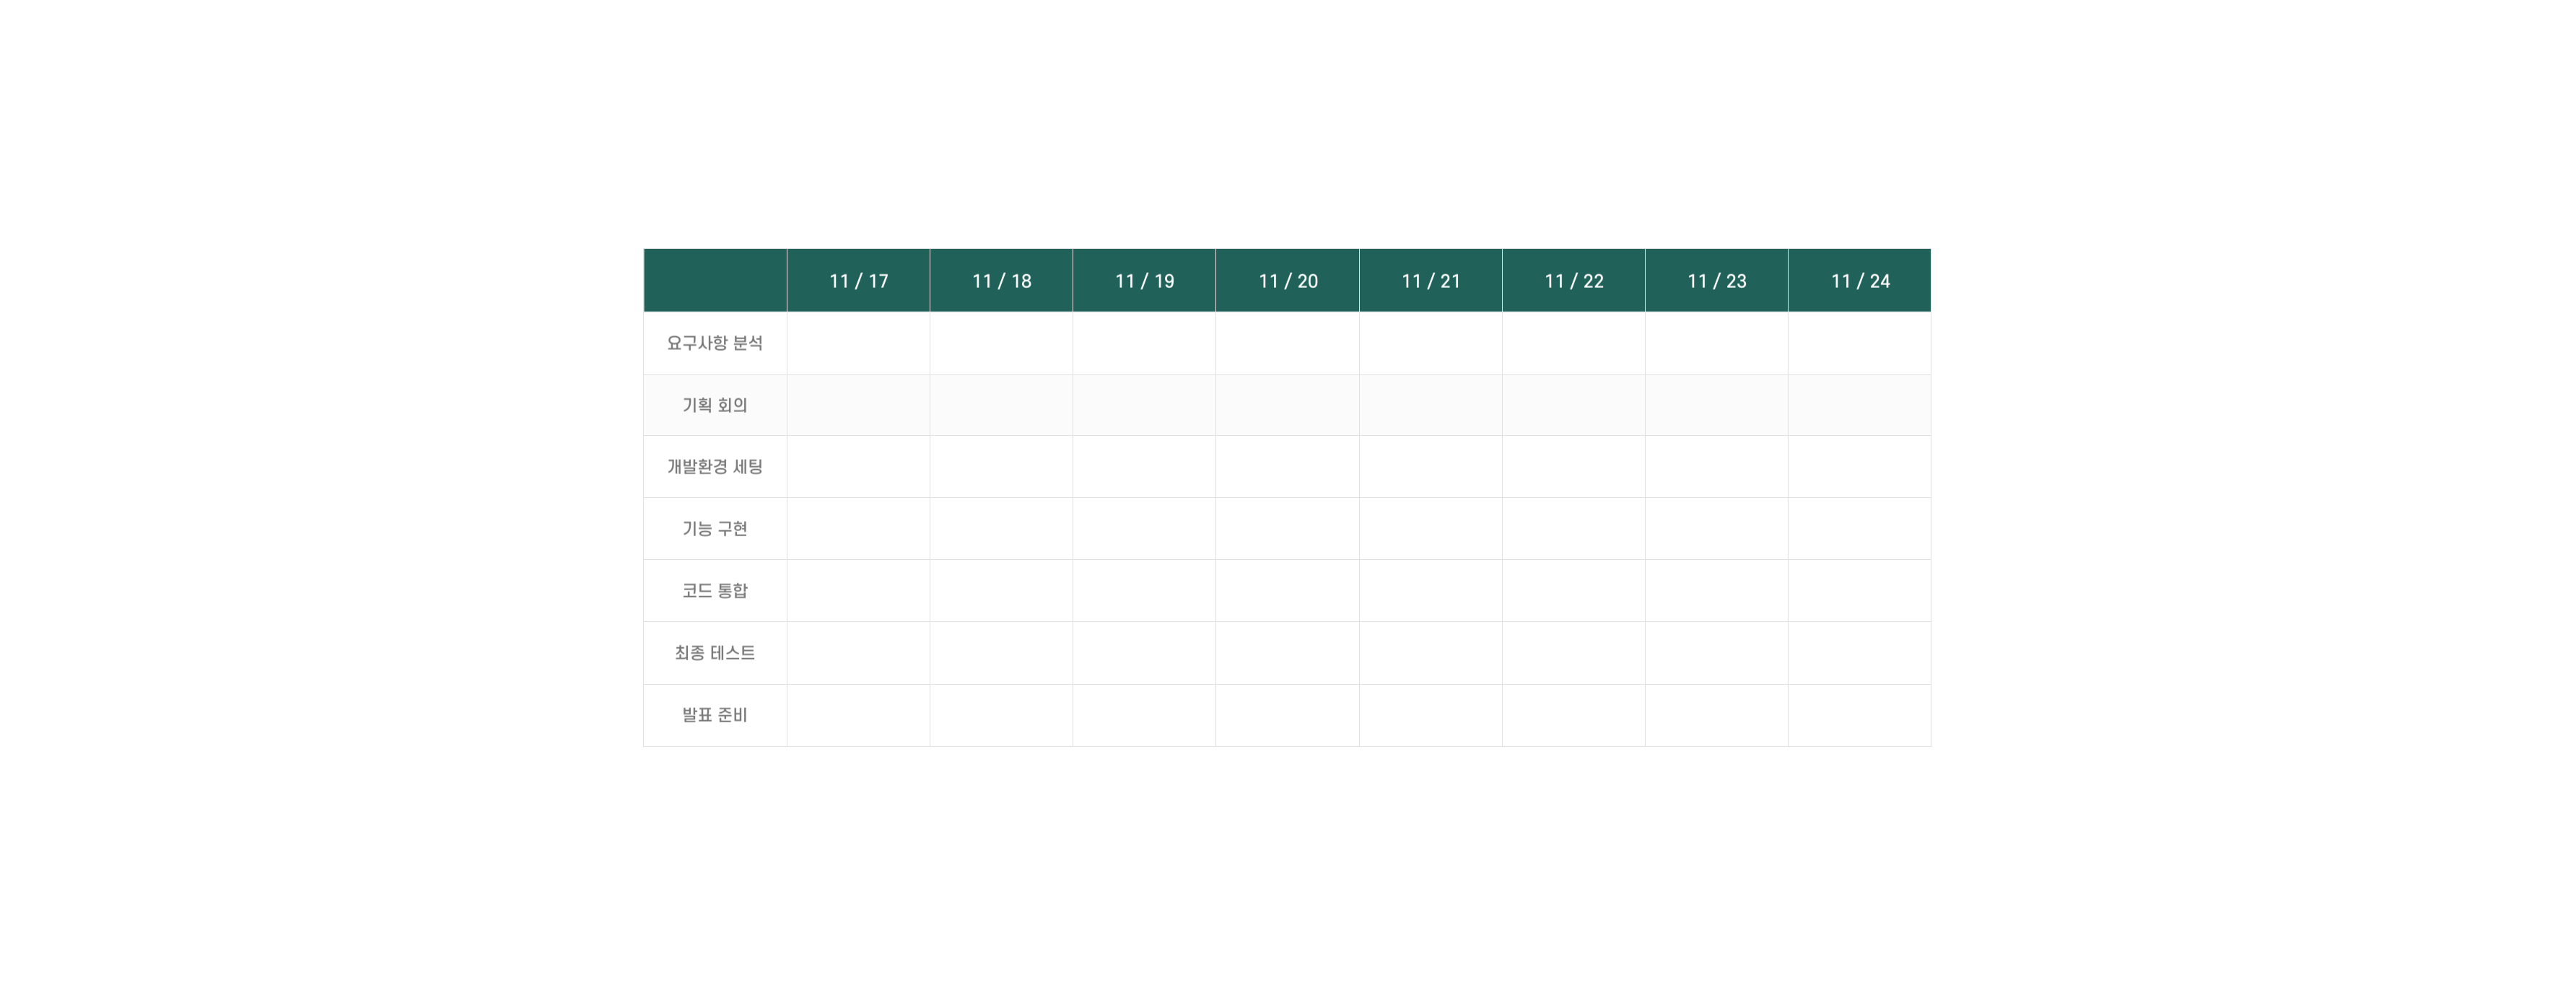 11 / 17 11 / 18 11 / 19 11 / 20 11 / 21 11 / 22 11 / 23 11 / 24
요구사항 분석
기획 회의
개발환경 세팅
기능 구현
코드 통합
최종 테스트
발표 준비